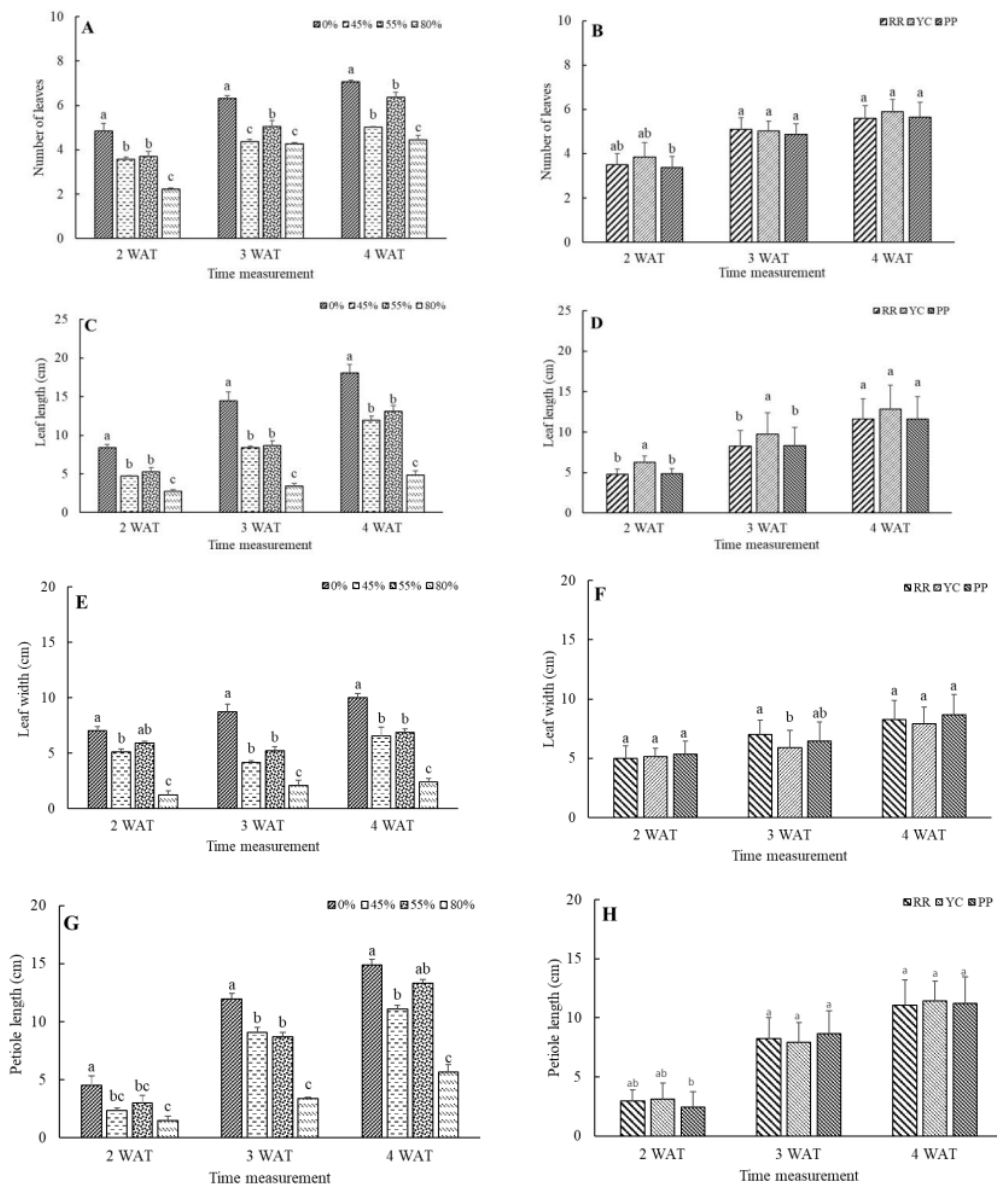 A
0% 45% 55% 80%
Number of leaves
10
8
6
4
2
0
a
b
b
c
a
c
b
c
a
c
b
c
2 WAT 3 WAT 4 WAT
Time measurement
B
RR YC PP
Number of leaves
10
8
6
4
2
0
ab
ab
b
a
a
a
a
a
a
2 WAT 3 WAT 4 WAT
Time measurement
C
0% 45% 55% 80%
Leaf length (cm)
25
20
15
10
5
0
a
b
b
c
a
b
b
c
a
b
b
c
2 WAT 3 WAT 4 WAT
Time measurement
D
RR YC PP
Leaf length (cm)
25
20
15
10
5
0
b
a
b
b
a
b
a
a
a
2 WAT 3 WAT 4 WAT
Time measurement
E
0% 45% 55% 80%
Leaf width (cm)
20
15
10
5
0
a
b
ab
c
a
b
b
c
a
b
b
c
2 WAT 3 WAT 4 WAT
Time measurement
F
RR YC PP
Leaf width (cm)
20
15
10
5
0
a
a
a
a
b
ab
a
a
a
2 WAT 3 WAT 4 WAT
Time measurement
G
0% 45% 55% 80%
Petiole length (cm)
20
15
10
5
0
a
bc
bc
c
a
b
b
c
a
b
ab
c
2 WAT 3 WAT 4 WAT
Time measurement
H
RR YC PP
Petiole length (cm)
20
15
10
5
0
ab
ab
b
a
a
a
a
a
a
2 WAT 3 WAT 4 WAT
Time measurement